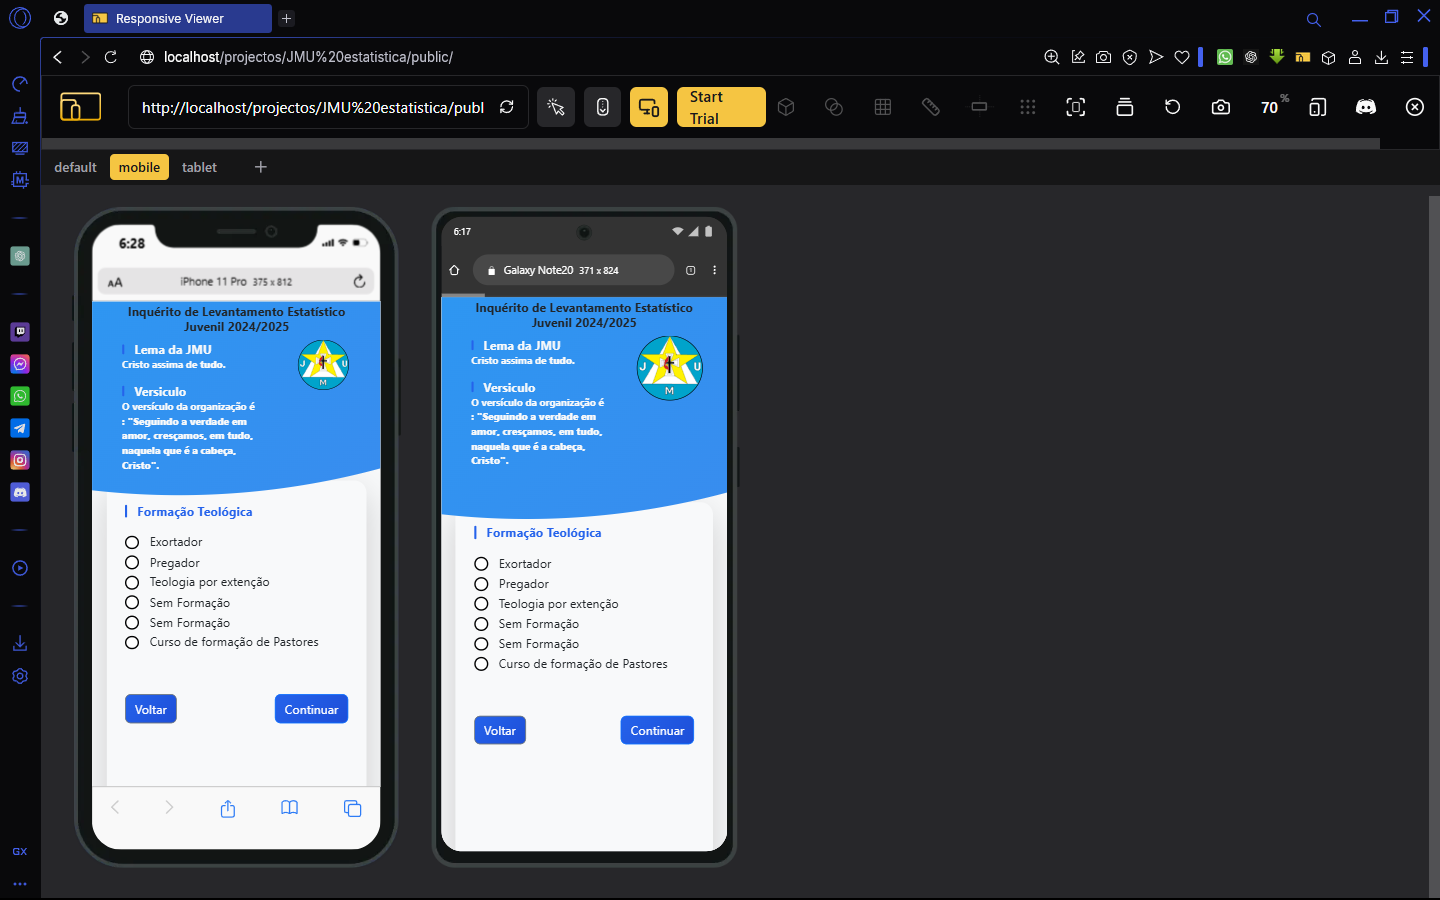 Responsive Viewer
localhost/projectos/JMU%20estatistica/public/
http://localhost/projectos/JMU%20estatistica/publ
Start
Trial
70 %
default
mobile
tablet
6:28
AA
iPhone 11 Pro 375 x 812
Inquérito de Levantamento Estatístico
Juvenil 2024/2025
Lema da JMU
Cristo assima de tudo.
J U
M
Versiculo
O versículo da organização é
: "Seguindo a verdade em
amor, cresçamos, em tudo,
naquela que é a cabeça,
Cristo".
Formação Teológica
Exortador
Pregador
Teologia por extenção
Sem Formação
Sem Formação
Curso de formação de Pastores
Voltar
Continuar
6:17
Galaxy Note20 371 x 824
1
Inquérito de Levantamento Estatístico
Juvenil 2024/2025
Lema da JMU
Cristo assima de tudo.
J U
M
Versiculo
O versículo da organização é
: "Seguindo a verdade em
amor, cresçamos, em tudo,
naquela que é a cabeça,
Cristo".
Formação Teológica
Exortador
Pregador
Teologia por extenção
Sem Formação
Sem Formação
Curso de formação de Pastores
Voltar
Continuar
M
GX